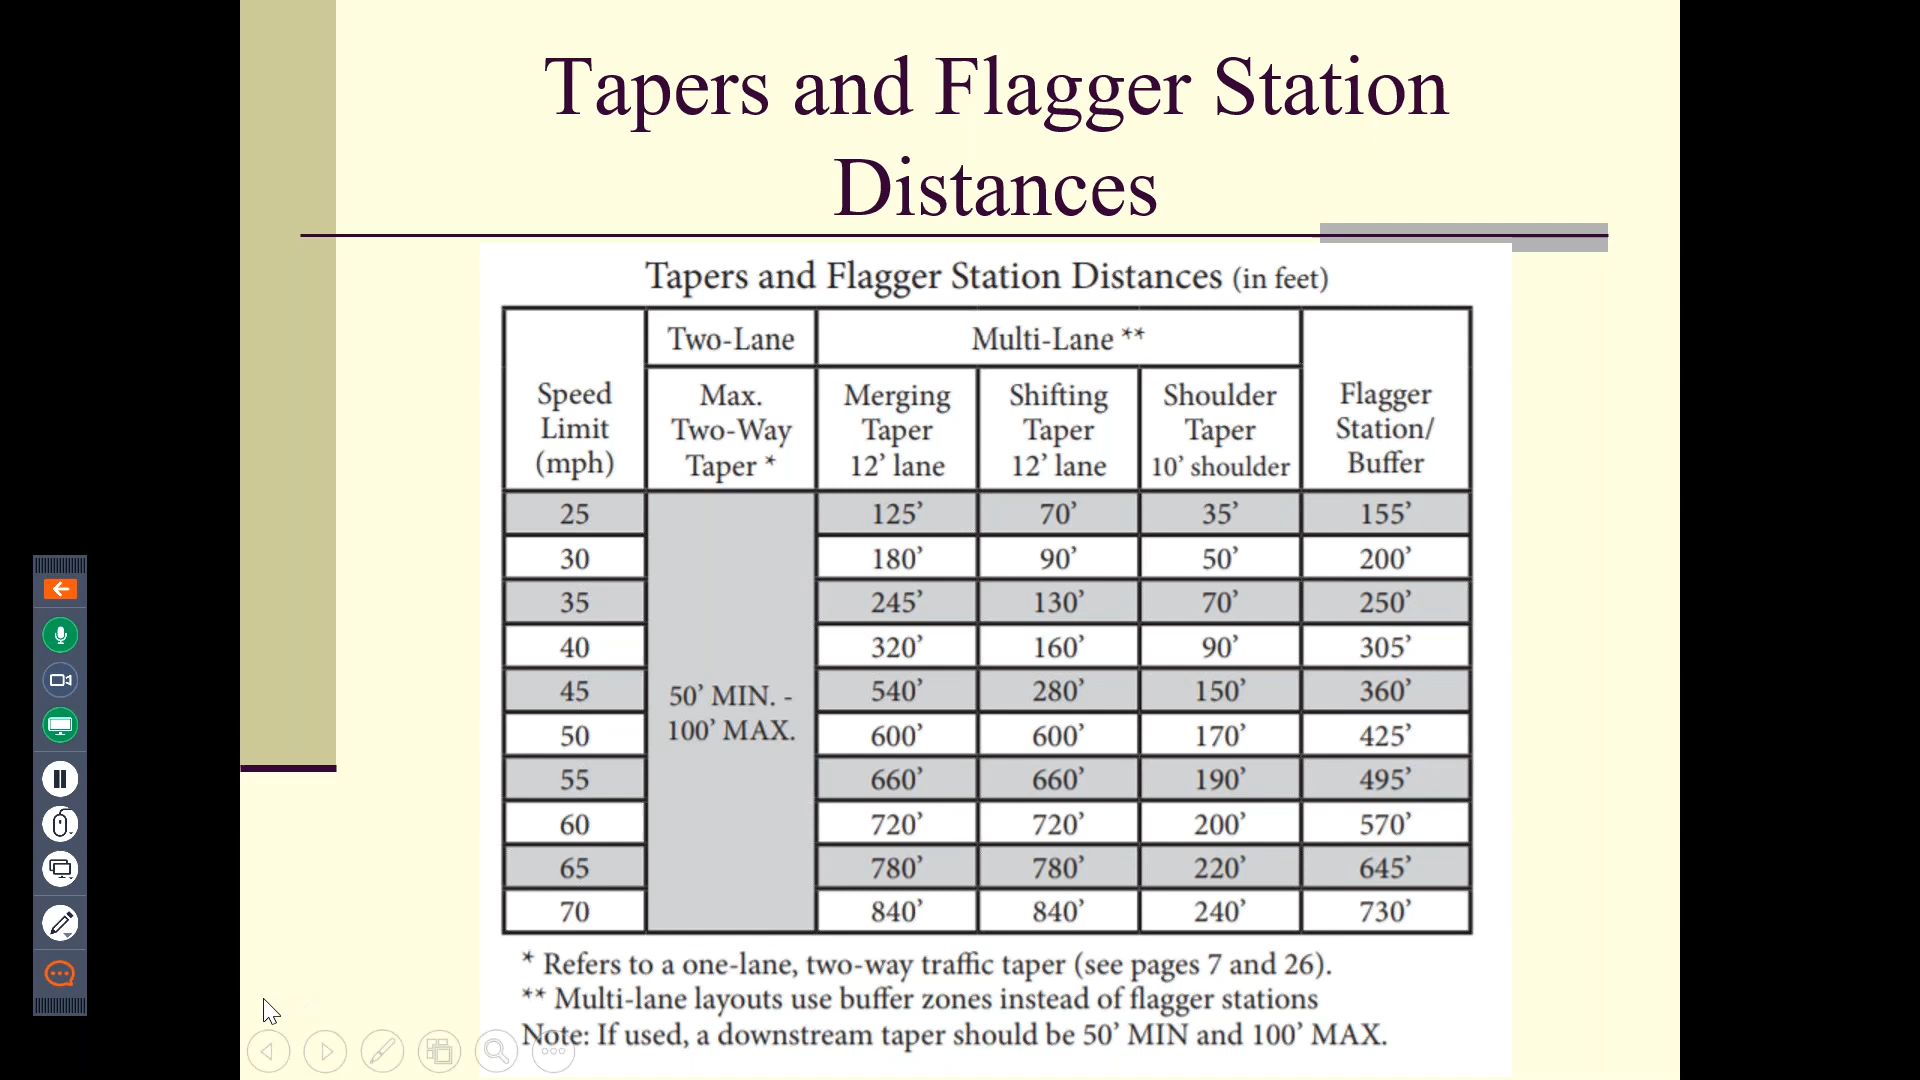 Tapers and Flagger Station
Distances
Tapers and Flagger Station Distances (in feet)
Speed Limit (mph) | Two-Lane | Multi-Lane ** | Flagger Station/ Buffer
Max. Two-Way Taper * | Merging Taper 12’ lane | Shifting Taper 12’ lane | Shoulder Taper 10’ shoulder
25 125’ 70’ 35’ 155’
30 180’ 90’ 50’ 200’
35 245’ 130’ 70’ 250’
40 320’ 160’ 90’ 305’
45 540’ 280’ 150’ 360’
50’ MIN. -
100’ MAX.
50 600’ 600’ 170’ 425’
55 660’ 660’ 190’ 495’
60 720’ 720’ 200’ 570’
65 780’ 780’ 220’ 645’
70 840’ 840’ 240’ 730’
* Refers to a one-lane, two-way traffic taper (see pages 7 and 26).
** Multi-lane layouts use buffer zones instead of flagger stations
Note: If used, a downstream taper should be 50’ MIN and 100’ MAX.